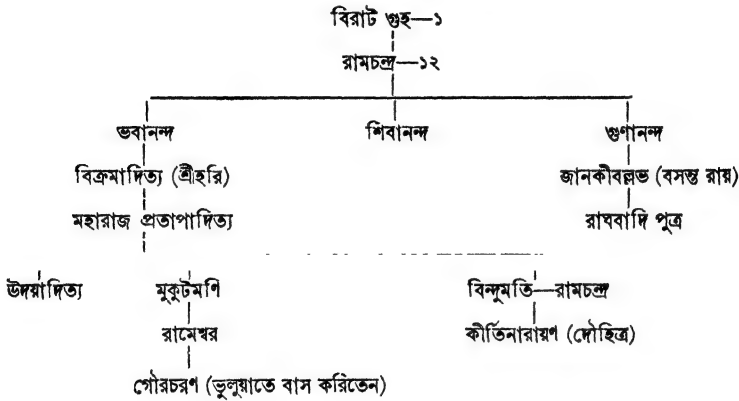 বিরাট গুহ—১
রামচন্দ্র—১২
ভবানন্দ শিবানন্দ গুণানন্দ
বিক্রমাদিত্য (শ্রীহরি) জানকীবল্লভ (বসন্ত রায়)
মহারাজ প্রতাপাদিত্য রাঘবাদি পুত্র
উদয়াদিত্য মুকুটমণি বিন্দুমতি—রামচন্দ্র
রামেশ্বর কীর্তিনারায়ণ (দৌহিত্র)
গৌরচরণ (ভুলুয়াতে বাস করিতেন)